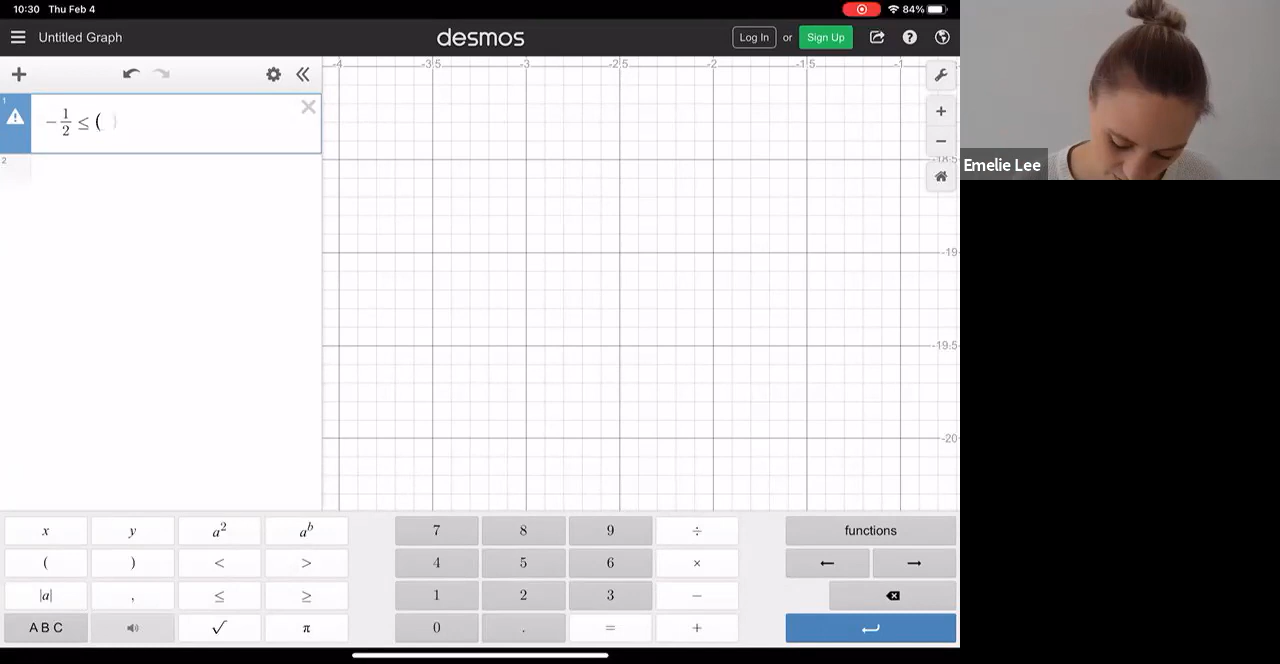 10:30 Thu Feb 4
84%
Untitled Graph
desmos
Log In or Sign Up
1
-1/2 ≤ ( )
2
-4 -3.5 -3 -2.5 -2 -1.5 -1
-18.5
-19
-19.5
-20
Emelie Lee
x y a² aᵇ 7 8 9 ÷ functions
( ) < > 4 5 6 × ← →
|a| , ≤ ≥ 1 2 3 −
A B C √ π 0 . = +